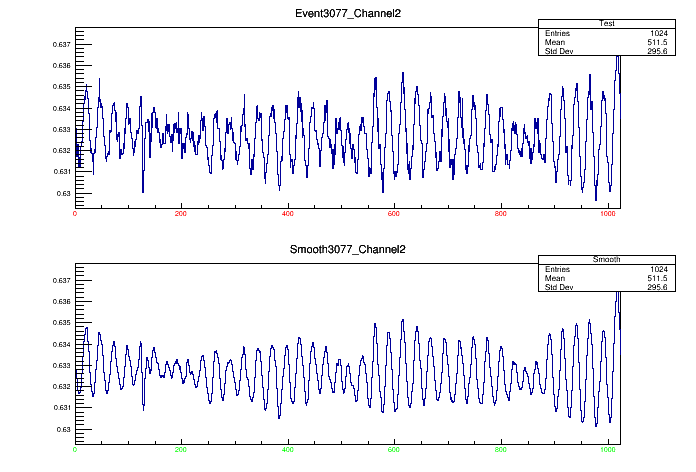 Event3077_Channel2
Test
Entries 1024
Mean 511.5
Std Dev 295.6
0.637
0.636
0.635
0.634
0.633
0.632
0.631
0.63
0 200 400 600 800 1000
Smooth3077_Channel2
Smooth
Entries 1024
Mean 511.5
Std Dev 295.6
0.637
0.636
0.635
0.634
0.633
0.632
0.631
0.63
0 200 400 600 800 1000